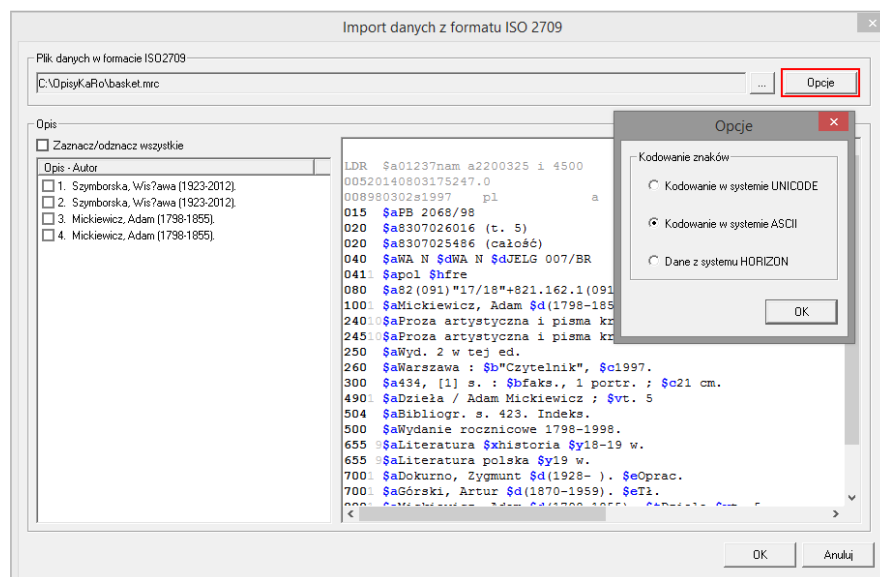 Import danych z formatu ISO 2709
Plik danych w formacie ISO2709
C:\OpisyKaRo\basket.mrc
...
Opcje
Opis
Zaznacz/odznacz wszystkie
Opis - Autor
1. Szymborska, Wis?awa (1923-2012).
2. Szymborska, Wis?awa (1923-2012).
3. Mickiewicz, Adam (1798-1855).
4. Mickiewicz, Adam (1798-1855).
LDR $a01237nam a2200325 i 4500
00520140803175247.0
008980302s1997 pl a
015 $aPB 2068/98
020 $a8307026016 (t. 5)
020 $a8307025486 (całość)
040 $aWA N $dWA N $dJELG 007/BR
0411 $apol $hfre
080 $a82(091)"17/18"+821.162.1(091
1001 $aMickiewicz, Adam $d(1798-185
24010$aProza artystyczna i pisma kr
24510$aProza artystyczna i pisma kr
250 $aWyd. 2 w tej ed.
260 $aWarszawa : $b"Czytelnik", $c1997.
300 $a434, [1] s. : $bfaks., 1 portr. ; $c21 cm.
4901 $aDzieła / Adam Mickiewicz ; $vt. 5
504 $aBibliogr. s. 423. Indeks.
500 $aWydanie rocznicowe 1798-1998.
655 9$aLiteratura $xhistoria $y18-19 w.
655 9$aLiteratura polska $y19 w.
7001 $aDokurno, Zygmunt $d(1928- ). $eOprac.
7001 $aGórski, Artur $d(1870-1959). $eTł.
Opcje
Kodowanie znaków
Kodowanie w systemie UNICODE
Kodowanie w systemie ASCII
Dane z systemu HORIZON
OK
OK
Anuluj